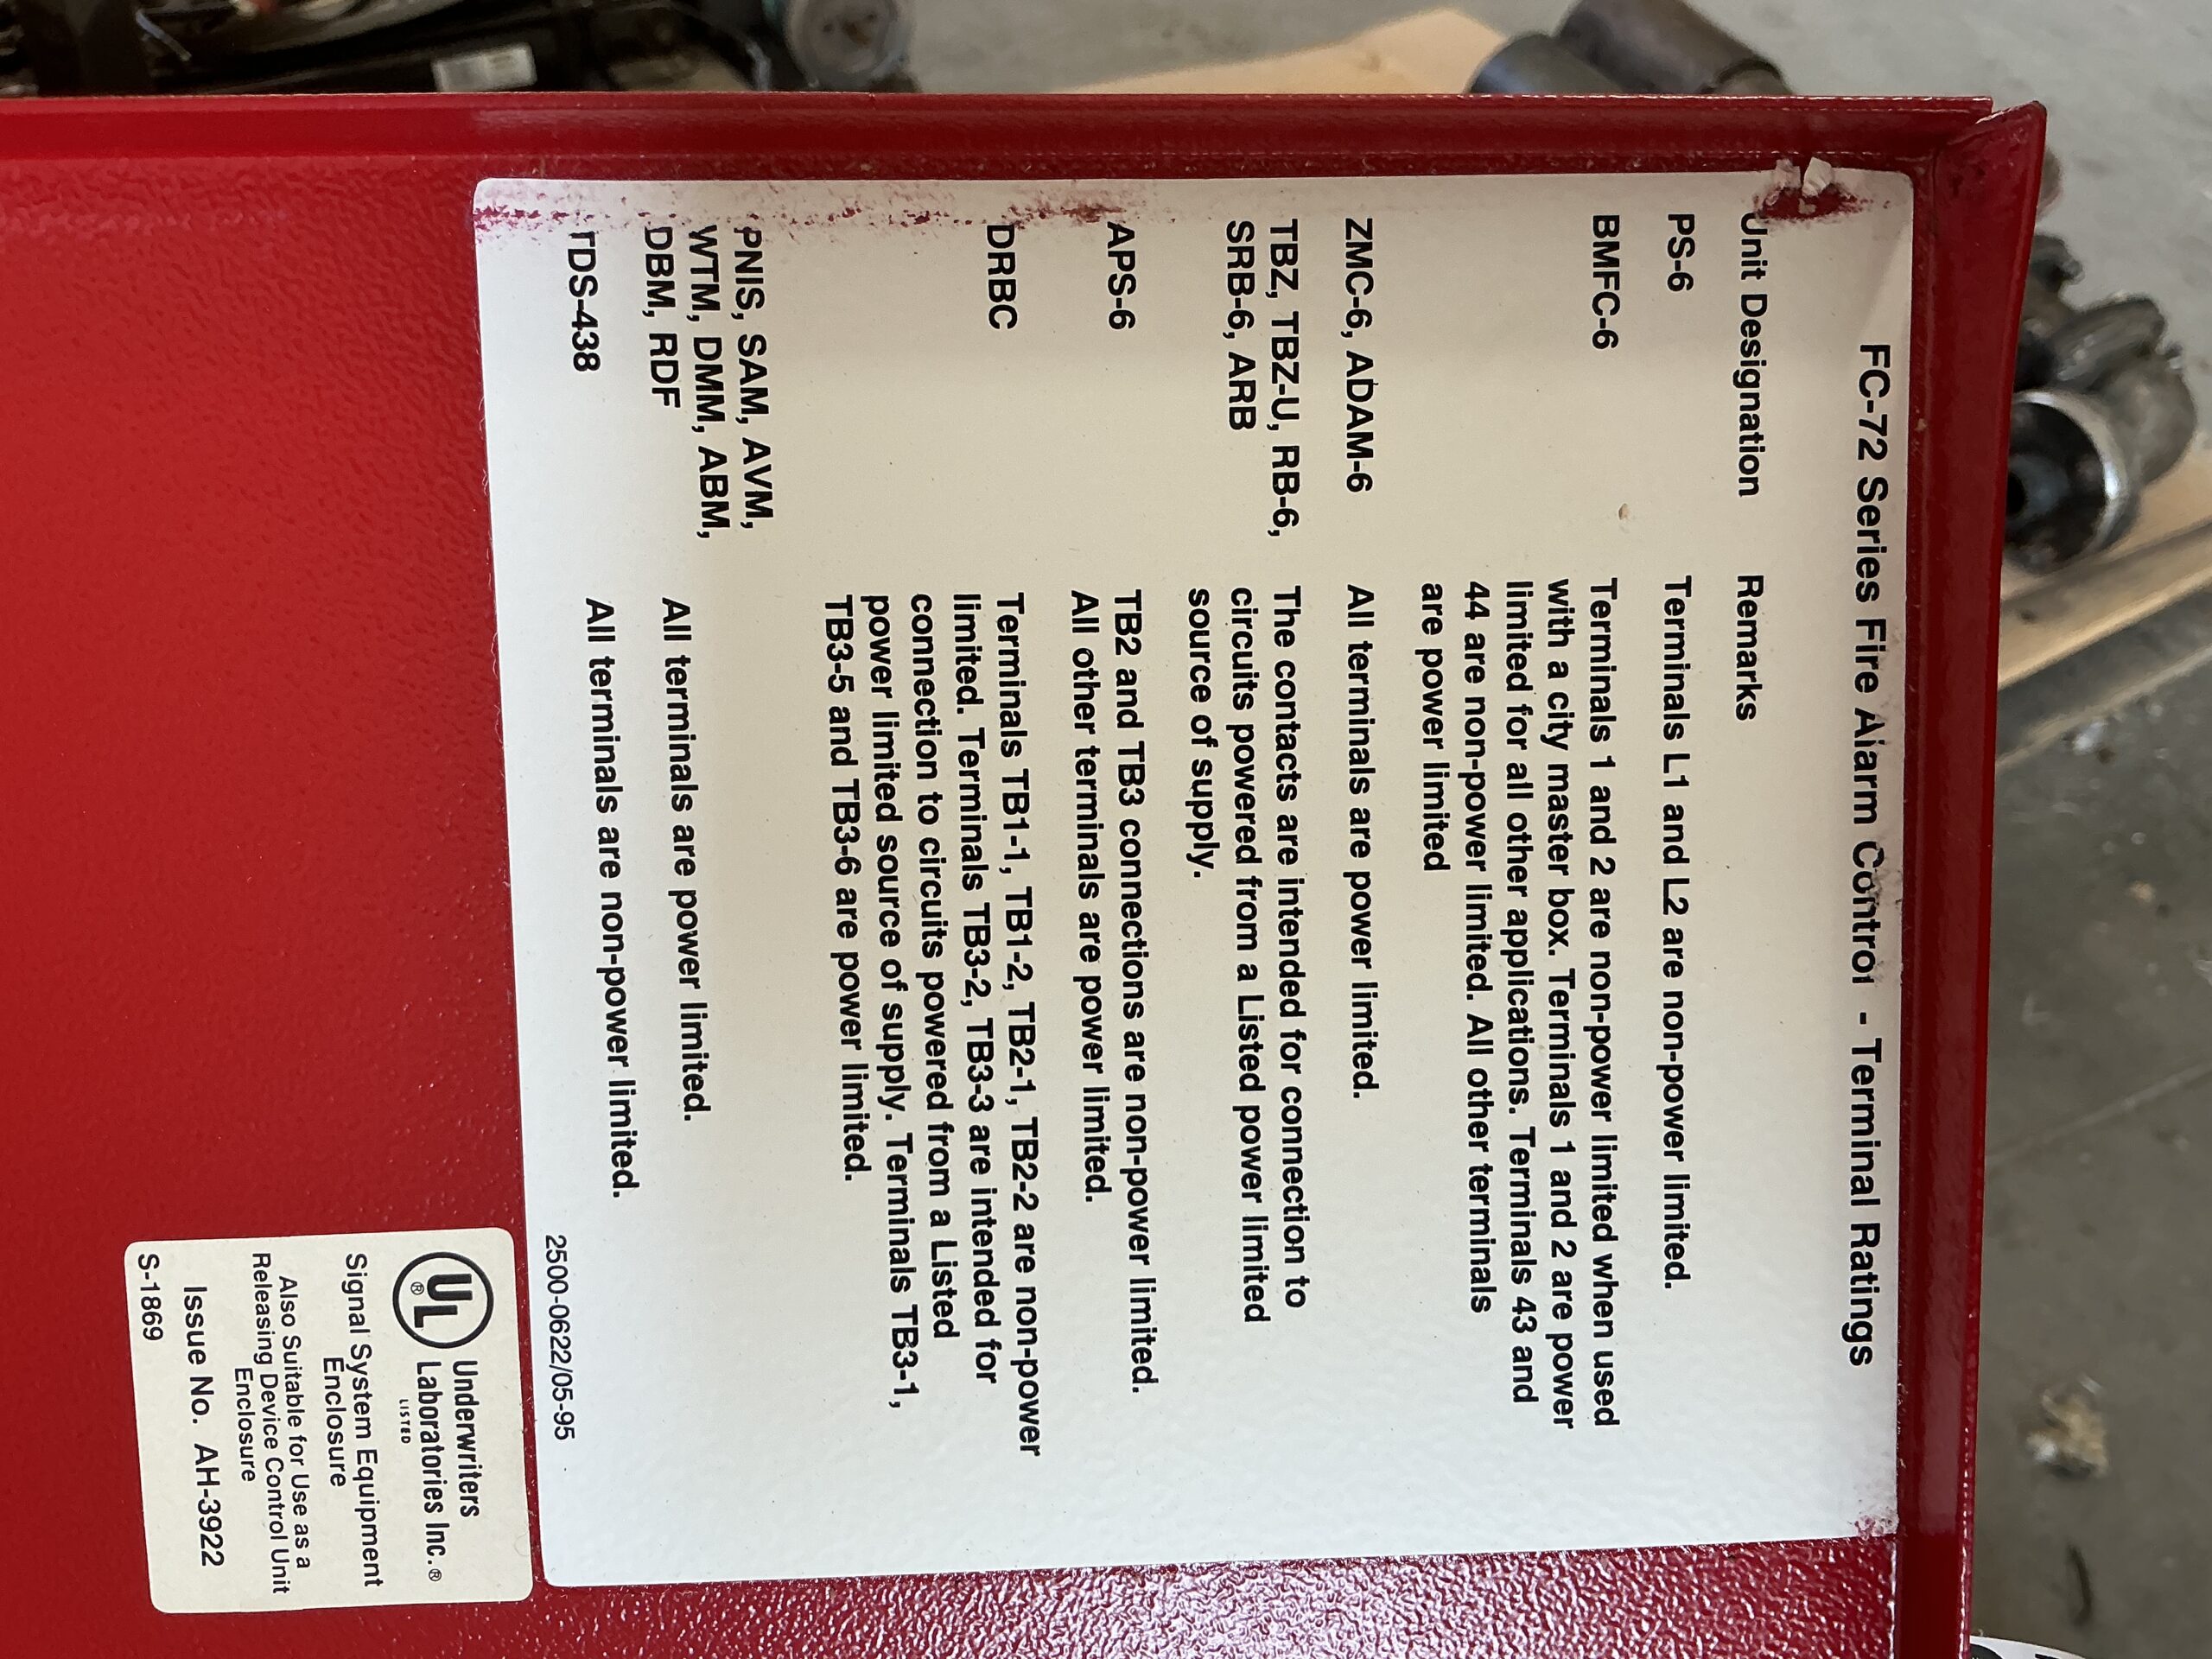 FC-72 Series Fire Alarm Control - Terminal Ratings
Unit Designation Remarks
PS-6 Terminals L1 and L2 are non-power limited.
BMFC-6 Terminals 1 and 2 are non-power limited when used
with a city master box. Terminals 1 and 2 are power
limited for all other applications. Terminals 43 and
44 are non-power limited. All other terminals
are power limited
ZMC-6, ADAM-6 All terminals are power limited.
TBZ, TBZ-U, RB-6, The contacts are intended for connection to
SRB-6, ARB circuits powered from a Listed power limited
source of supply.
APS-6 TB2 and TB3 connections are non-power limited.
All other terminals are power limited.
DRBC Terminals TB1-1, TB1-2, TB2-1, TB2-2 are non-power
limited. Terminals TB3-2, TB3-3 are intended for
connection to circuits powered from a Listed
power limited source of supply. Terminals TB3-1,
TB3-5 and TB3-6 are power limited.
PNIS, SAM, AVM,
WTM, DMM, ABM, All terminals are power limited.
DBM, RDF
TDS-438 All terminals are non-power limited.
2500-0622/05-95
UL ®
Underwriters
Laboratories Inc.®
LISTED
Signal System Equipment
Enclosure
Also Suitable for Use as a
Releasing Device Control Unit
Enclosure
Issue No. AH-3922
S-1869